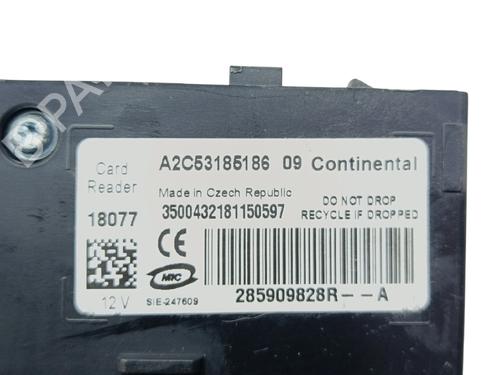 Card
Reader
A2C53185186 09 Continental
Made in Czech Republic
18077
3500432181150597
DO NOT DROP
RECYCLE IF DROPPED
CE
MTC
12 V
SIE-247609
285909828R--A